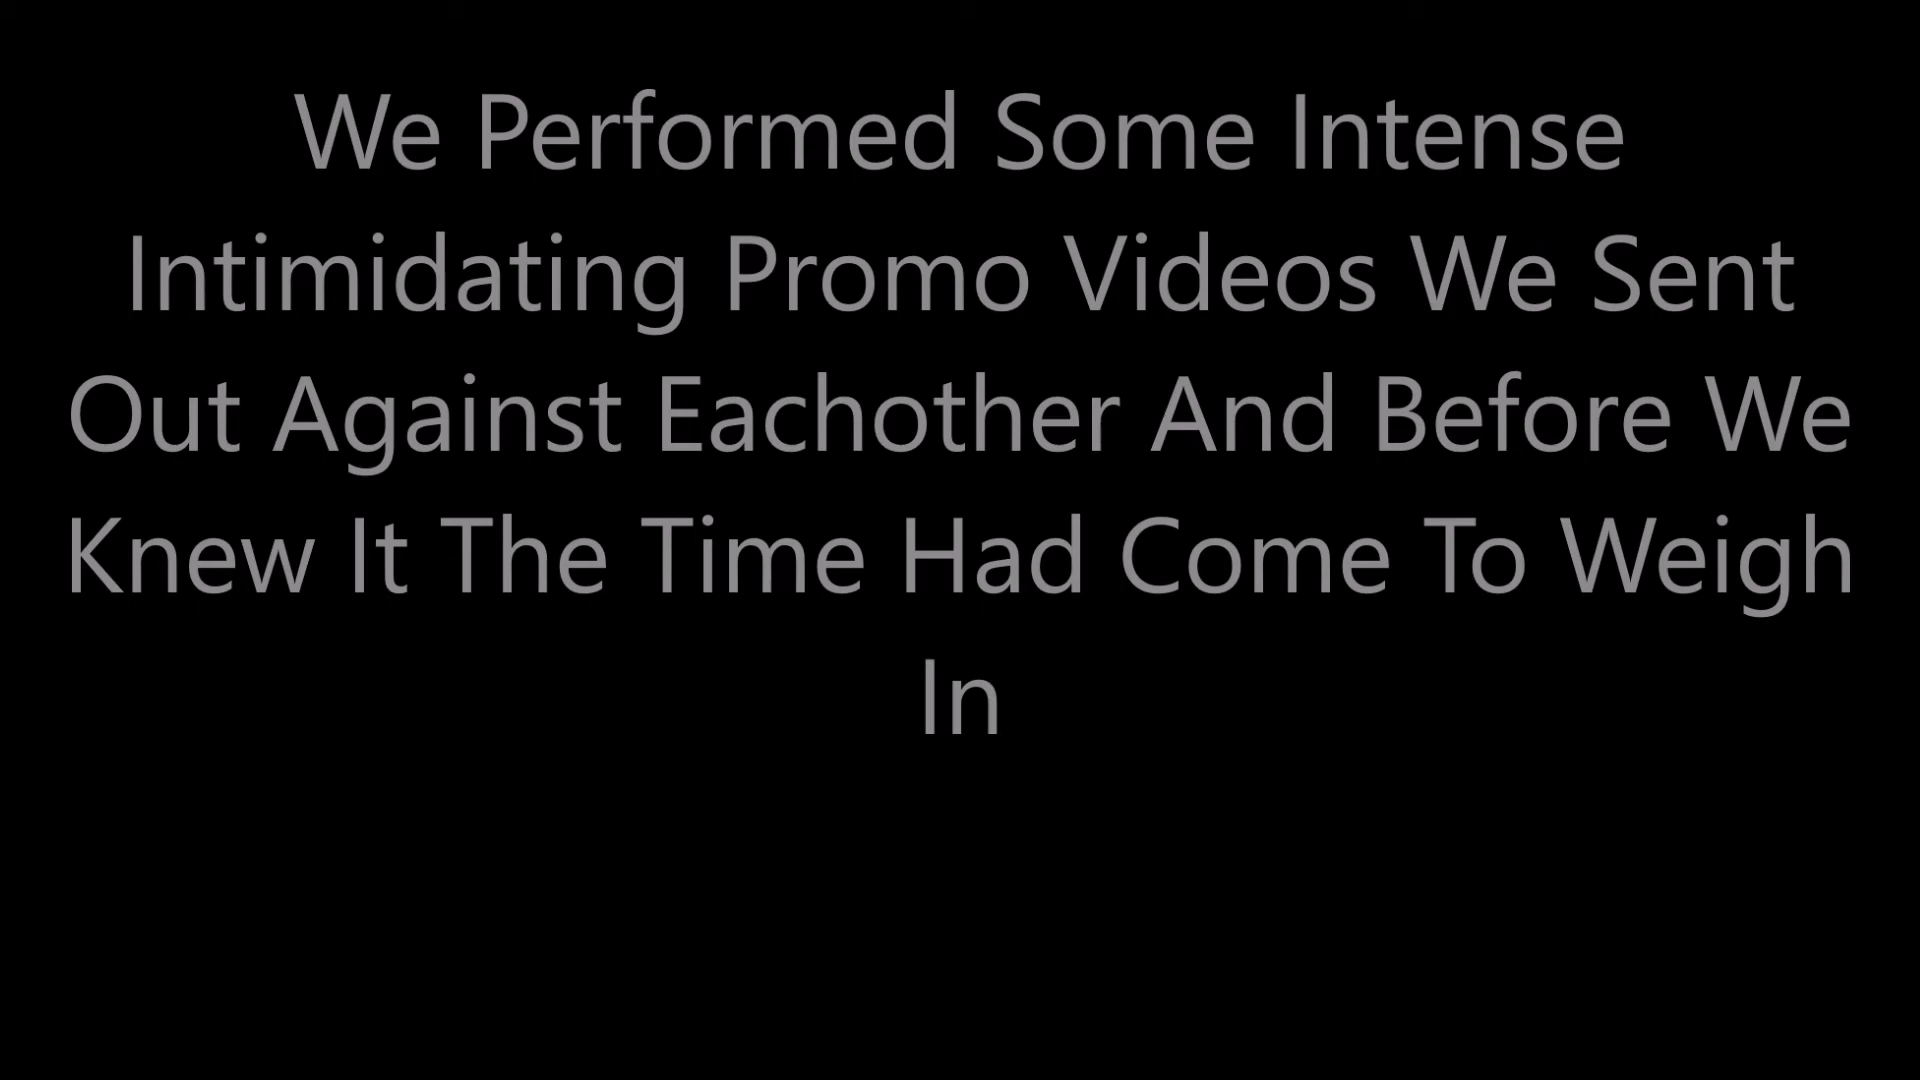 We Performed Some Intense
Intimidating Promo Videos We Sent
Out Against Eachother And Before We
Knew It The Time Had Come To Weigh
In